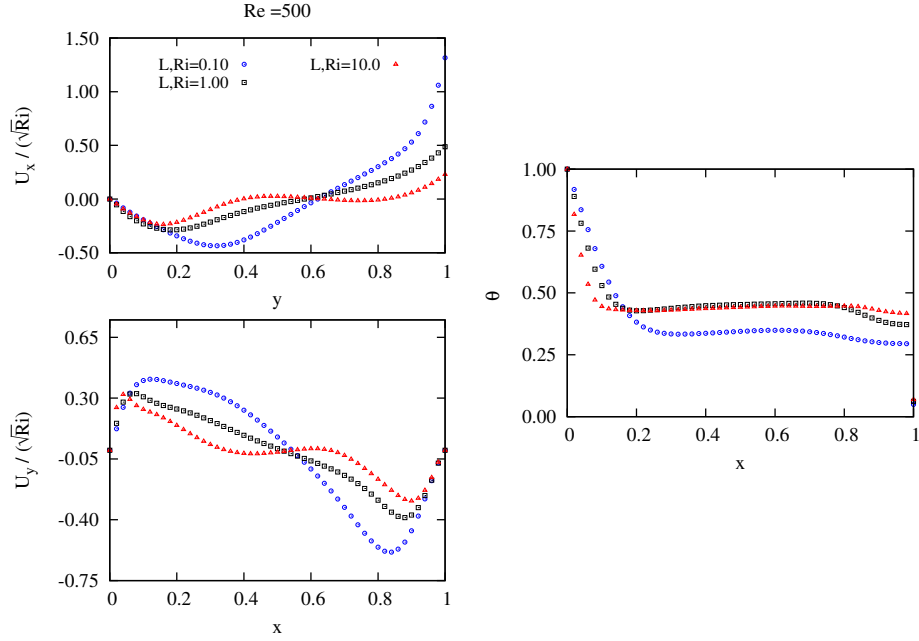 Re =500
1.50
1.00
0.50
0.00
-0.50
U_x / (√Ri)
L,Ri=0.10
L,Ri=1.00
L,Ri=10.0
0 0.2 0.4 0.6 0.8 1
y
0.65
0.30
-0.05
-0.40
-0.75
U_y / (√Ri)
0 0.2 0.4 0.6 0.8 1
x
1.00
0.75
0.50
0.25
0.00
θ
0 0.2 0.4 0.6 0.8 1
x